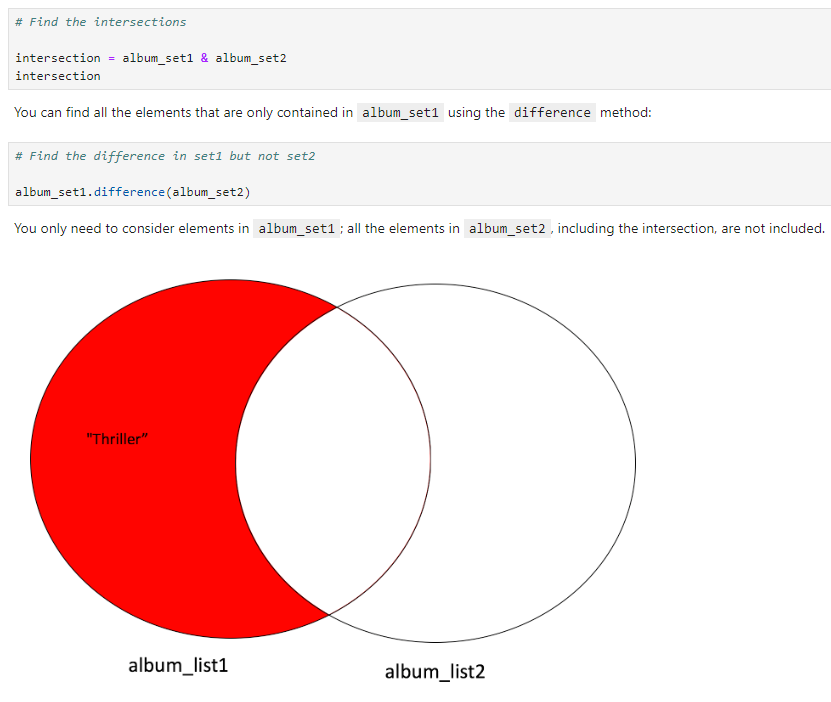 # Find the intersections
intersection = album_set1 & album_set2
intersection
You can find all the elements that are only contained in album_set1 using the difference method:
# Find the difference in set1 but not set2
album_set1.difference(album_set2)
You only need to consider elements in album_set1; all the elements in album_set2, including the intersection, are not included.
"Thriller”
album_list1
album_list2